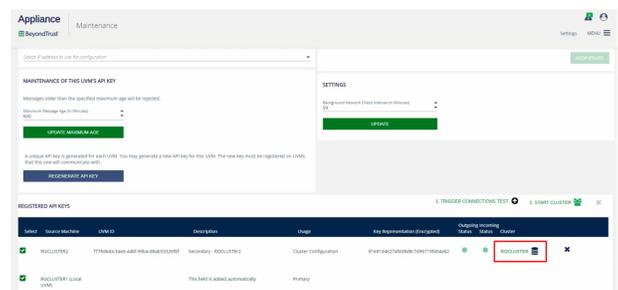 Appliance
BeyondTrust
Maintenance
Settings MENU
Select IP address to use for configuration
MAINTENANCE OF THIS UVM'S API KEY
Messages older than the specified maximum age will be rejected.
Maximum Message Age (in Minutes)
600
UPDATE MAXIMUM AGE
A unique API key is generated for each UVM. You may generate a new API key for this UVM. The new key must be registered on UVMs
that this one will communicate with.
REGENERATE API KEY
SETTINGS
Background Network Check Interval (in Minutes)
59
UPDATE
REGISTERED API KEYS
1. TRIGGER CONNECTIONS TEST
2. START CLUSTER
Select Source Machine UVM ID Description Usage Key Representation (Encrypted) Outgoing Status Incoming Status Cluster
RGCLUSTER2 Secondary - RGCLUSTER2 Cluster Configuration RGCLUSTER
RGCLUSTER1 (Local UVM) This field is added automatically Primary